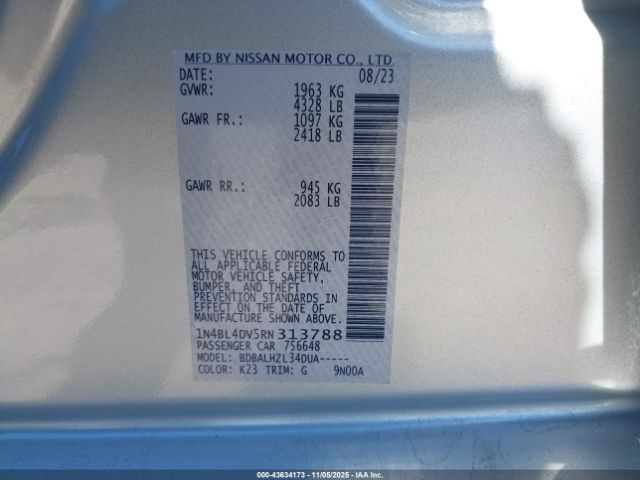 MFD BY NISSAN MOTOR CO., LTD.
DATE: 08/23
GVWR: 1963 KG
4328 LB
GAWR FR.: 1097 KG
2418 LB
GAWR RR.: 945 KG
2083 LB
THIS VEHICLE CONFORMS TO
ALL APPLICABLE FEDERAL
MOTOR VEHICLE SAFETY,
BUMPER, AND THEFT
PREVENTION STANDARDS IN
EFFECT ON THE DATE OF
MANUFACTURE SHOWN ABOVE.
1N4BL4DV5RN313788
PASSENGER CAR 756648
MODEL: BDBALHZL34DUA-----
COLOR: K23 TRIM: G 9N00A
000-43634173 - 11/05/2025 - IAA Inc.